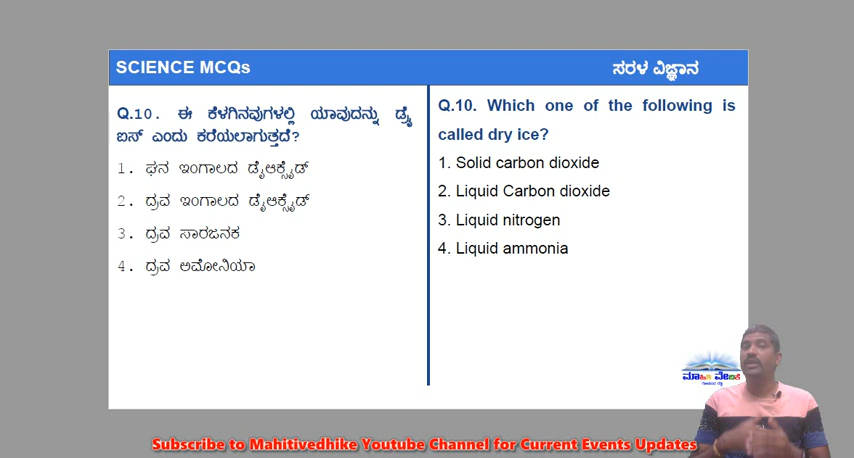 SCIENCE MCQs
ಸರಳ ವಿಜ್ಞಾನ
Q.10. ಈ ಕೆಳಗಿನವುಗಳಲ್ಲಿ ಯಾವುದನ್ನು ಡ್ರೈ
ಐಸ್ ಎಂದು ಕರೆಯಲಾಗುತ್ತದೆ?
1. ಘನ ಇಂಗಾಲದ ಡೈಆಕ್ಸೈಡ್
2. ದ್ರವ ಇಂಗಾಲದ ಡೈಆಕ್ಸೈಡ್
3. ದ್ರವ ಸಾರಜನಕ
4. ದ್ರವ ಅಮೋನಿಯಾ
Q.10. Which one of the following is
called dry ice?
1. Solid carbon dioxide
2. Liquid Carbon dioxide
3. Liquid nitrogen
4. Liquid ammonia
ಮಾಹಿತಿ ವೇದಿಕೆ
Subscribe to Mahitivedhike Youtube Channel for Current Events Updates